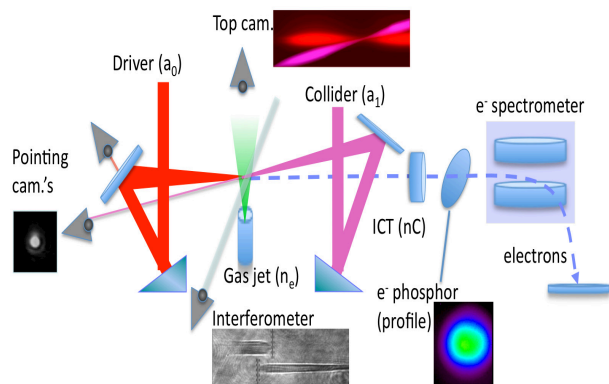 Top cam.
Driver (a0)
Collider (a1)
e- spectrometer
Pointing
cam.'s
ICT (nC)
Gas jet (ne)
electrons
e- phosphor
(profile)
Interferometer